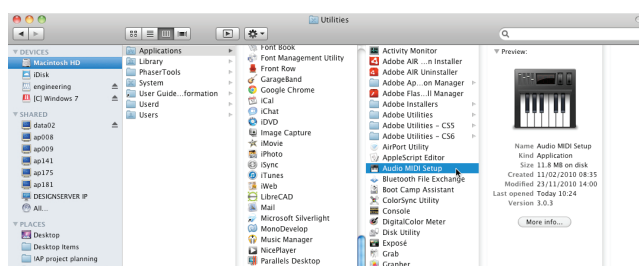 Utilities
DEVICES
Macintosh HD
iDisk
engineering
[C] Windows 7
SHARED
data02
ap008
ap009
ap141
ap175
ap181
DESIGNSERVER IP
All...
PLACES
Desktop
Desktop Items
!AP project planning
Applications
Library
PhaserTools
System
User Guide...formation
Userd
Users
Font Book
Font Management Utility
Front Row
GarageBand
Google Chrome
iCal
iChat
iDVD
Image Capture
iMovie
iPhoto
iSync
iTunes
iWeb
LibreCAD
Mail
Microsoft Silverlight
MonoDevelop
Music Manager
NicePlayer
Parallels Desktop
Activity Monitor
Adobe AIR ...n Installer
Adobe AIR Uninstaller
Adobe Ap...on Manager
Adobe Flas...ll Manager
Adobe Installers
Adobe Utilities
Adobe Utilities - CS5
Adobe Utilities - CS6
AirPort Utility
AppleScript Editor
Audio MIDI Setup
Bluetooth File Exchange
Boot Camp Assistant
ColorSync Utility
Console
DigitalColor Meter
Disk Utility
Exposé
Grab
Grapher
Preview:
Name Audio MIDI Setup
Kind Application
Size 11.8 MB on disk
Created 11/02/2010 08:35
Modified 23/11/2010 14:00
Last opened Today 10:24
Version 3.0.3
More info...